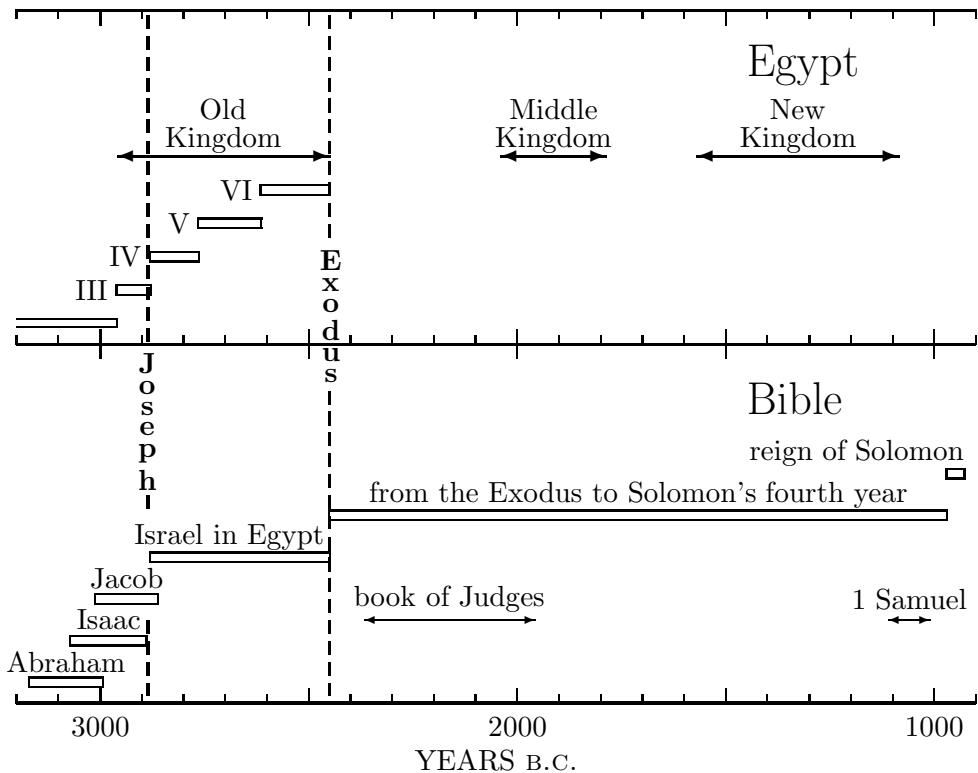 Egypt
Old
Kingdom
Middle
Kingdom
New
Kingdom
VI
V
IV
III
Exodus
Joseph
Bible
reign of Solomon
from the Exodus to Solomon's fourth year
Israel in Egypt
Jacob
book of Judges
1 Samuel
Isaac
Abraham
3000
2000
1000
YEARS B.C.